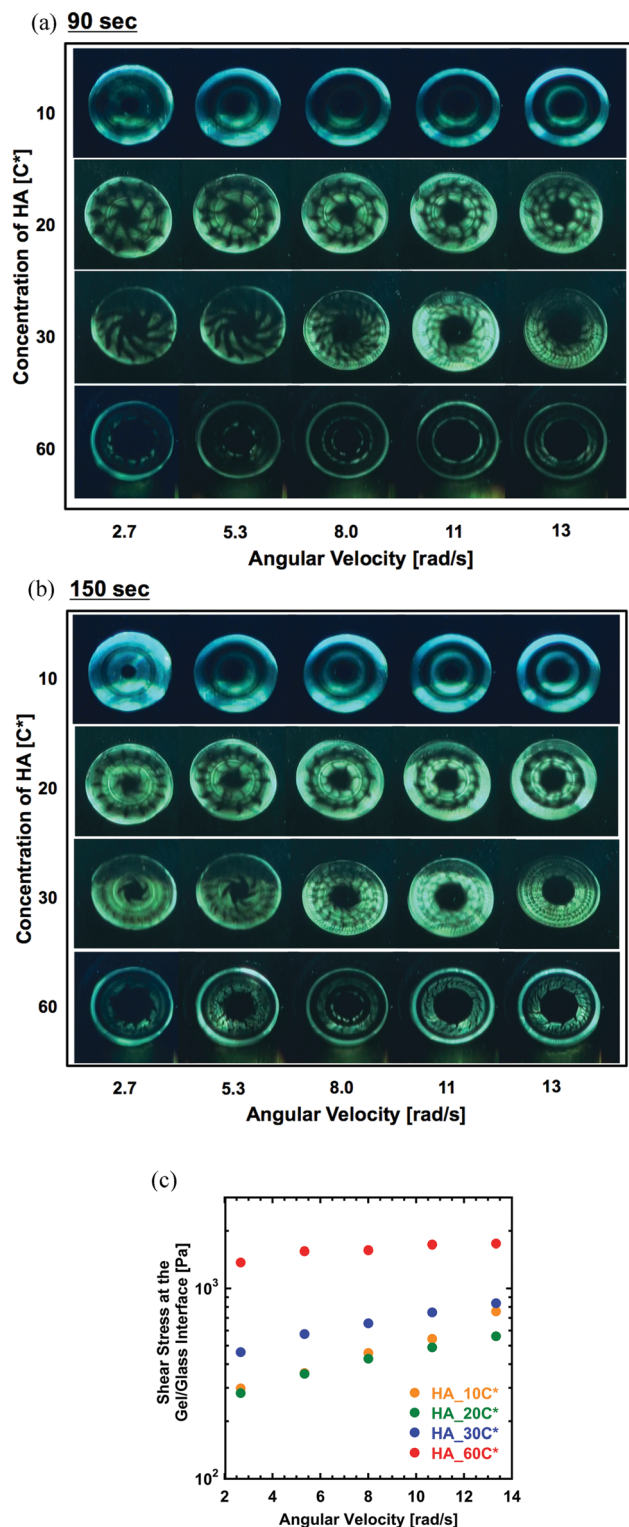 (a) 90 sec
Concentration of HA [C*]
10
20
30
60
2.7 5.3 8.0 11 13
Angular Velocity [rad/s]
(b) 150 sec
Concentration of HA [C*]
10
20
30
60
2.7 5.3 8.0 11 13
Angular Velocity [rad/s]
(c)
Shear Stress at the
Gel/Glass Interface [Pa]
10³
10²
HA_10C*
HA_20C*
HA_30C*
HA_60C*
2 4 6 8 10 12 14
Angular Velocity [rad/s]